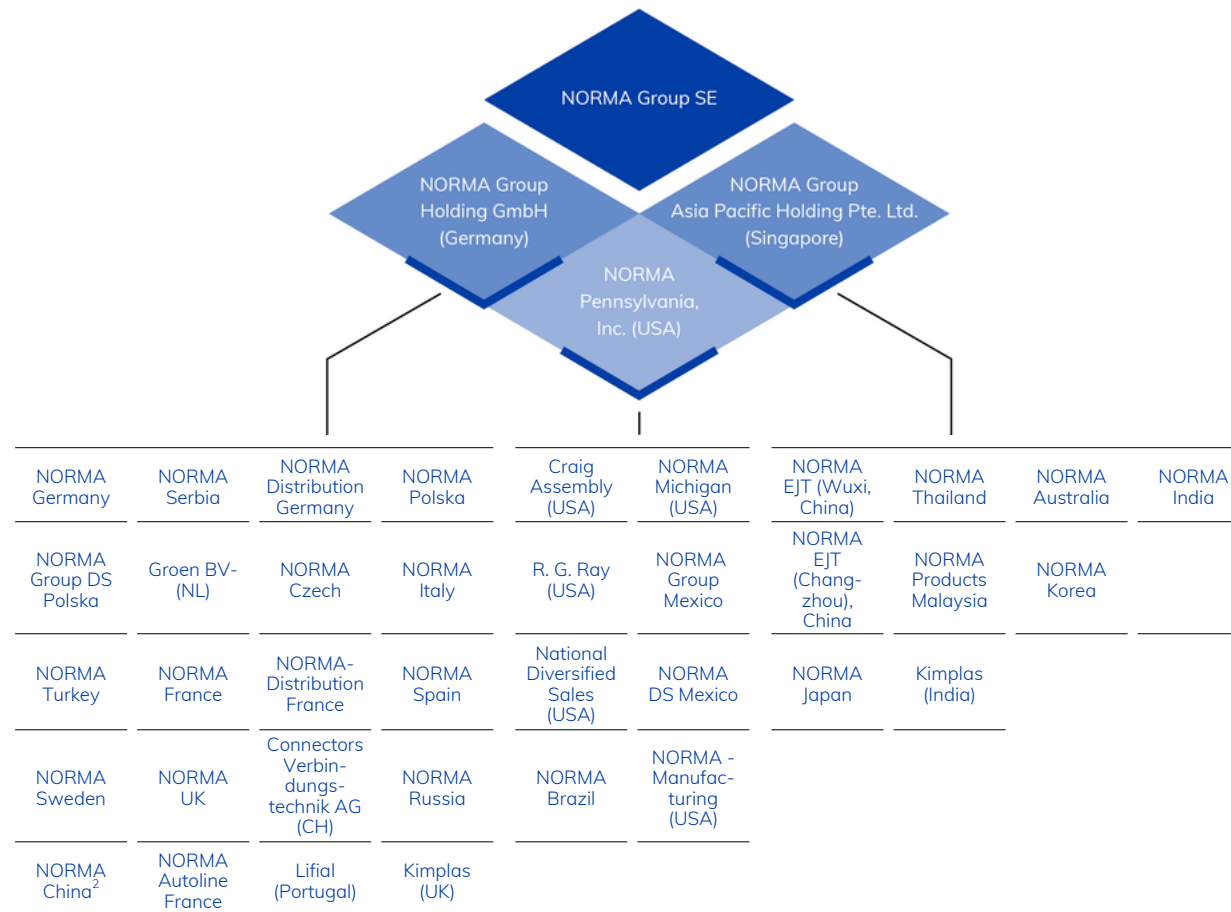 NORMA Group SE
NORMA Group
Holding GmbH
(Germany)
NORMA Group
Asia Pacific Holding Pte. Ltd.
(Singapore)
NORMA
Pennsylvania,
Inc. (USA)
NORMA
Germany
NORMA
Serbia
NORMA
Distribution
Germany
NORMA
Polska
Craig
Assembly
(USA)
NORMA
Michigan
(USA)
NORMA
EJT (Wuxi,
China)
NORMA
Thailand
NORMA
Australia
NORMA
India
NORMA
Group DS
Polska
Groen BV-
(NL)
NORMA
Czech
NORMA
Italy
R. G. Ray
(USA)
NORMA
Group
Mexico
NORMA
EJT
(Chang-
zhou),
China
NORMA
Products
Malaysia
NORMA
Korea
NORMA
Turkey
NORMA
France
NORMA-
Distribution
France
NORMA
Spain
National
Diversified
Sales
(USA)
NORMA
DS Mexico
NORMA
Japan
Kimplas
(India)
NORMA
Sweden
NORMA
UK
Connectors
Verbin-
dungs-
technik AG
(CH)
NORMA
Russia
NORMA
Brazil
NORMA -
Manufac-
turing
(USA)
NORMA
China²
NORMA
Autoline
France
Lifial
(Portugal)
Kimplas
(UK)